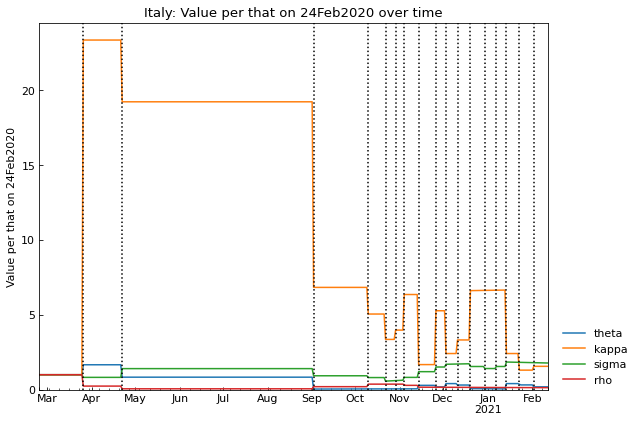 Italy: Value per that on 24Feb2020 over time
Value per that on 24Feb2020
20
15
10
5
0
Mar Apr May Jun Jul Aug Sep Oct Nov Dec Jan Feb
2021
theta
kappa
sigma
rho